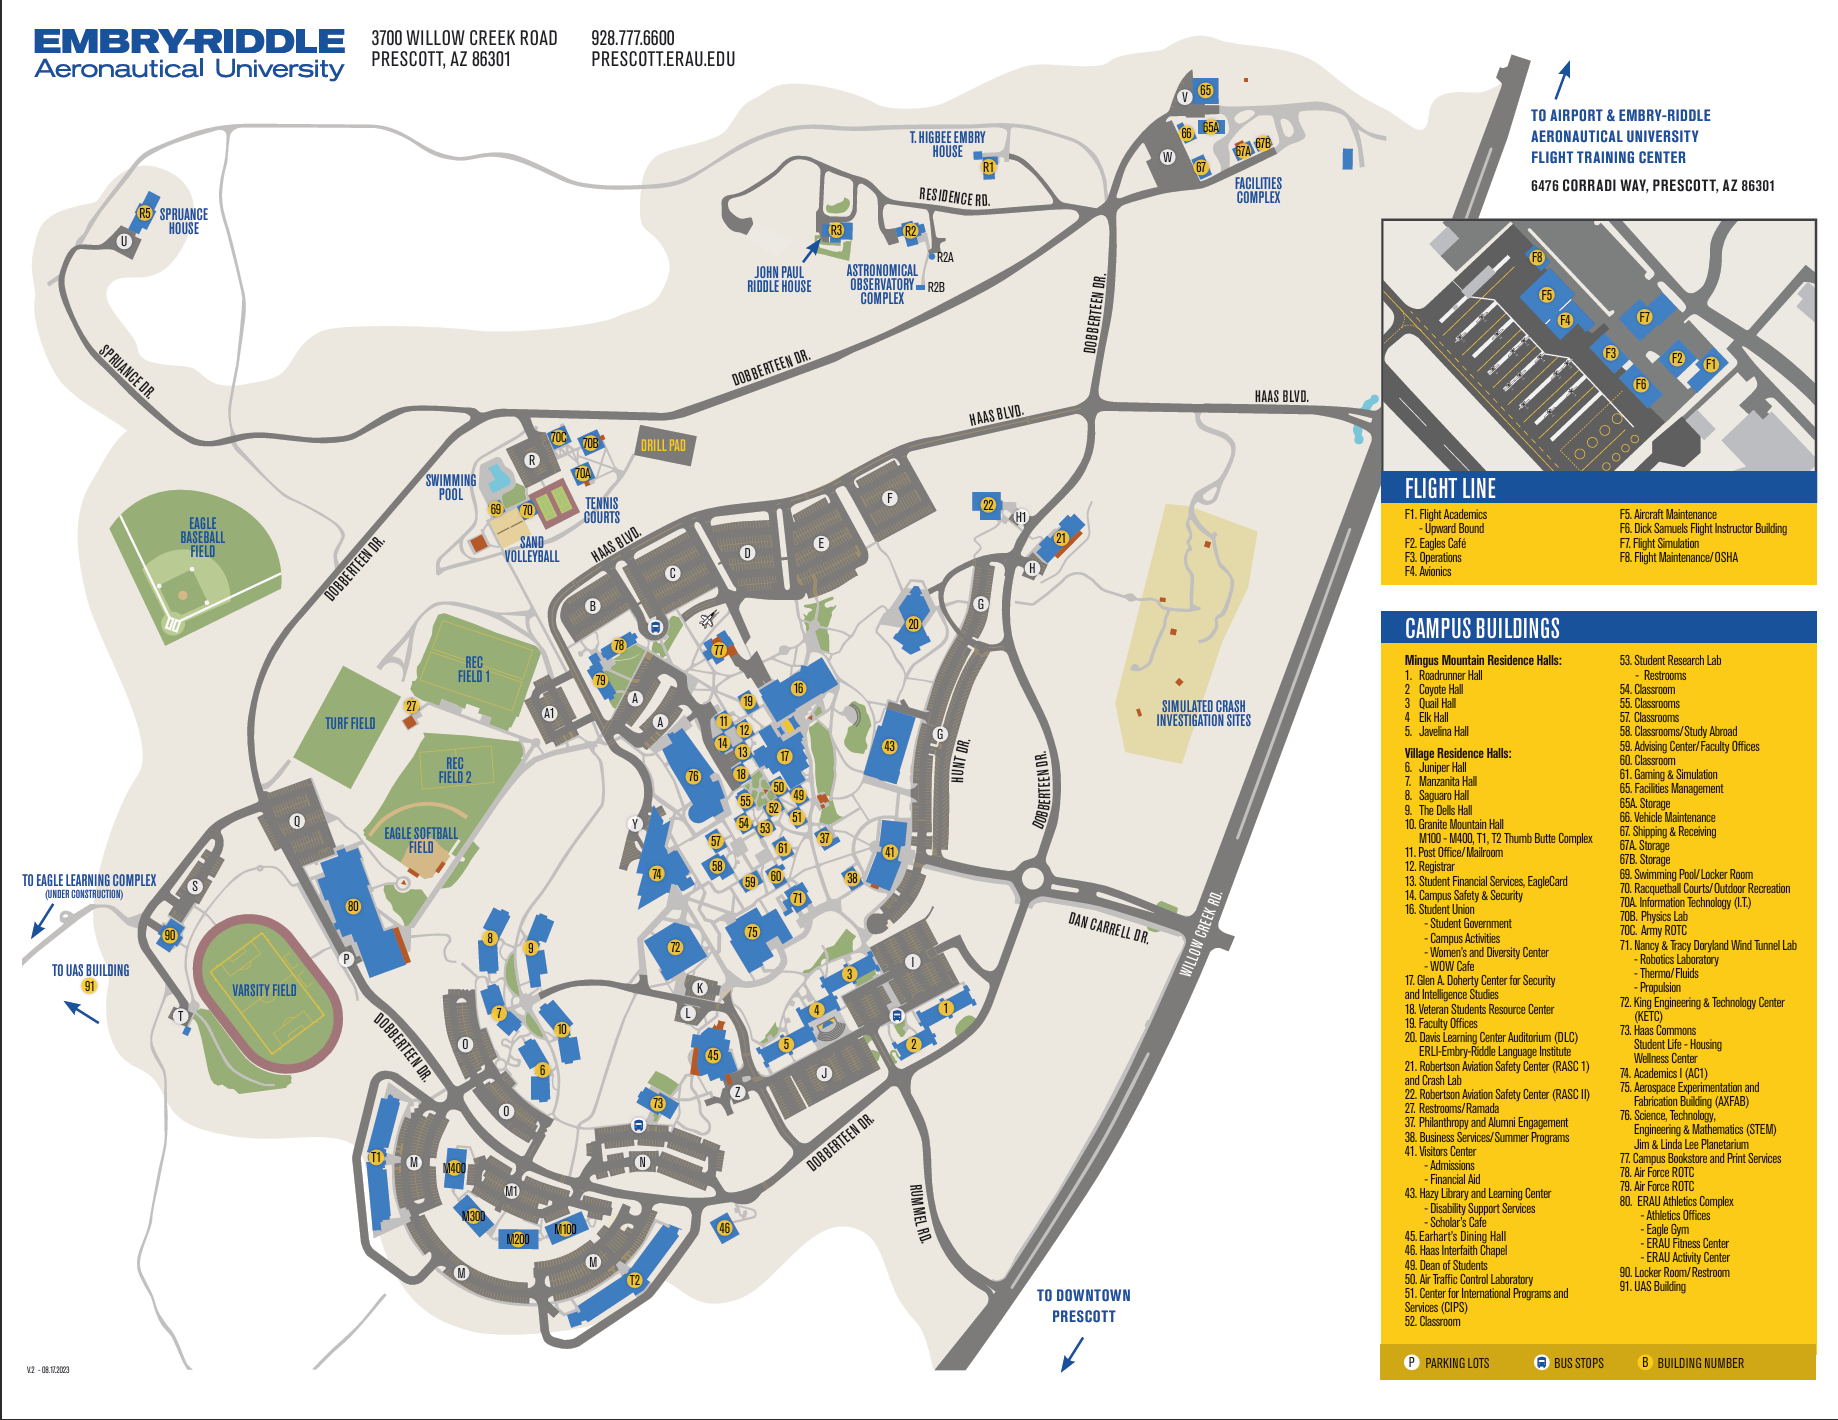 EMBRY-RIDDLE
Aeronautical University
3700 WILLOW CREEK ROAD
PRESCOTT, AZ 86301
928.777.6600
PRESCOTT.ERAU.EDU
TO AIRPORT & EMBRY-RIDDLE
AERONAUTICAL UNIVERSITY
FLIGHT TRAINING CENTER
6476 CORRADI WAY, PRESCOTT, AZ 86301
V
65
65A
66
67A
67B
W
67
FACILITIES
COMPLEX
T. HIGBEE EMBRY
HOUSE
R1
RESIDENCE RD.
R5
SPRUANCE
HOUSE
U
R3
R2
R2A
R2B
JOHN PAUL
RIDDLE HOUSE
ASTRONOMICAL
OBSERVATORY
COMPLEX
DOBBERTEEN DR.
SPRUANCE DR.
DOBBERTEEN DR.
HAAS BLVD.
HAAS BLVD.
70C
70B
70A
R
DRILL PAD
SWIMMING
POOL
69
70
TENNIS
COURTS
SAND
VOLLEYBALL
HAAS BLVD.
DOBBERTEEN DR.
EAGLE
BASEBALL
FIELD
B
C
D
E
F
22
H1
21
H
G
20
REC
FIELD 1
TURF FIELD
27
REC
FIELD 2
EAGLE SOFTBALL
FIELD
A1
78
79
A
A
77
16
19
11
12
14
13
17
18
76
43
G
HUNT DR.
DOBBERTEEN DR.
SIMULATED CRASH
INVESTIGATION SITES
50
49
55
52
51
54
53
57
37
61
58
59
60
38
41
71
Y
74
72
75
Q
S
80
P
90
T
VARSITY FIELD
TO EAGLE LEARNING COMPLEX
(UNDER CONSTRUCTION)
TO UAS BUILDING
91
DOBBERTEEN DR.
8
9
7
10
6
O
O
K
L
45
Z
73
3
4
5
I
1
2
J
DAN CARRELL DR.
WILLOW CREEK RD.
DOBBERTEEN DR.
RUMMEL RD.
T1
M
M400
M300
M200
M100
M1
M
M
T2
N
46
TO DOWNTOWN
PRESCOTT
V.2 - 08.17.2023
F8
F5
F4
F7
F3
F2
F1
F6
FLIGHT LINE
F1. Flight Academics
- Upward Bound
F2. Eagles Café
F3. Operations
F4. Avionics
F5. Aircraft Maintenance
F6. Dick Samuels Flight Instructor Building
F7. Flight Simulation
F8. Flight Maintenance/OSHA
CAMPUS BUILDINGS
Mingus Mountain Residence Halls:
1. Roadrunner Hall
2 Coyote Hall
3 Quail Hall
4 Elk Hall
5. Javelina Hall
Village Residence Halls:
6. Juniper Hall
7. Manzanita Hall
8. Saguaro Hall
9. The Dells Hall
10. Granite Mountain Hall
M100 - M400, T1, T2 Thumb Butte Complex
11. Post Office/Mailroom
12. Registrar
13. Student Financial Services, EagleCard
14. Campus Safety & Security
16. Student Union
- Student Government
- Campus Activities
- Women's and Diversity Center
- WOW Cafe
17. Glen A. Doherty Center for Security
and Intelligence Studies
18. Veteran Students Resource Center
19. Faculty Offices
20. Davis Learning Center Auditorium (DLC)
ERLI-Embry-Riddle Language Institute
21. Robertson Aviation Safety Center (RASC 1)
and Crash Lab
22. Robertson Aviation Safety Center (RASC II)
27. Restrooms/Ramada
37. Philanthropy and Alumni Engagement
38. Business Services/Summer Programs
41. Visitors Center
- Admissions
- Financial Aid
43. Hazy Library and Learning Center
- Disability Support Services
- Scholar's Cafe
45. Earhart's Dining Hall
46. Haas Interfaith Chapel
49. Dean of Students
50. Air Traffic Control Laboratory
51. Center for International Programs and
Services (CIPS)
52. Classroom
53. Student Research Lab
- Restrooms
54. Classroom
55. Classrooms
57. Classrooms
58. Classrooms/Study Abroad
59. Advising Center/Faculty Offices
60. Classroom
61. Gaming & Simulation
65. Facilities Management
65A. Storage
66. Vehicle Maintenance
67. Shipping & Receiving
67A. Storage
67B. Storage
69. Swimming Pool/Locker Room
70. Racquetball Courts/Outdoor Recreation
70A. Information Technology (I.T.)
70B. Physics Lab
70C. Army ROTC
71. Nancy & Tracy Doryland Wind Tunnel Lab
- Robotics Laboratory
- Thermo/Fluids
- Propulsion
72. King Engineering & Technology Center
(KETC)
73. Haas Commons
Student Life - Housing
Wellness Center
74. Academics I (AC1)
75. Aerospace Experimentation and
Fabrication Building (AXFAB)
76. Science, Technology,
Engineering & Mathematics (STEM)
Jim & Linda Lee Planetarium
77. Campus Bookstore and Print Services
78. Air Force ROTC
79. Air Force ROTC
80. ERAU Athletics Complex
- Athletics Offices
- Eagle Gym
- ERAU Fitness Center
- ERAU Activity Center
90. Locker Room/Restroom
91. UAS Building
P PARKING LOTS
BUS STOPS
B BUILDING NUMBER